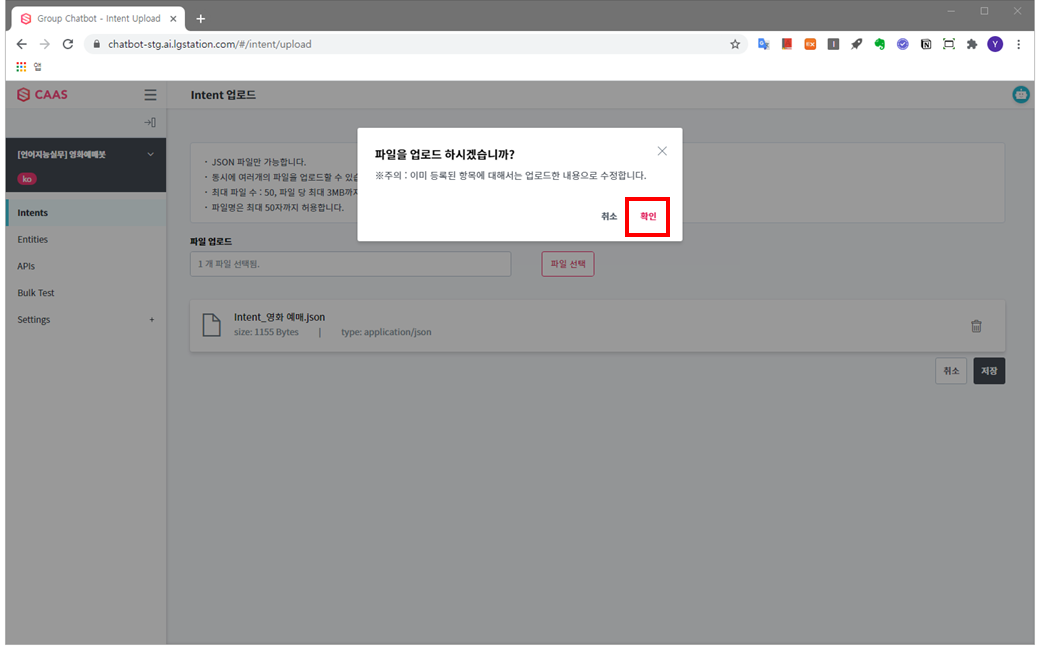 Group Chatbot - Intent Upload
chatbot-stg.ai.lgstation.com/#/intent/upload
앱
CAAS
Intent 업로드
[언어지능실무] 영화예매봇
ko
Intents
Entities
APIs
Bulk Test
Settings +
· JSON 파일만 가능합니다.
· 동시에 여러개의 파일을 업로드할 수 있습
· 최대 파일 수 : 50, 파일 당 최대 3MB까지
· 파일명은 최대 50자까지 허용합니다.
파일을 업로드 하시겠습니까?
※주의 : 이미 등록된 항목에 대해서는 업로드한 내용으로 수정합니다.
취소 확인
파일 업로드
1 개 파일 선택됨. 파일 선택
Intent_영화 예매.json
size: 1155 Bytes | type: application/json
취소 저장